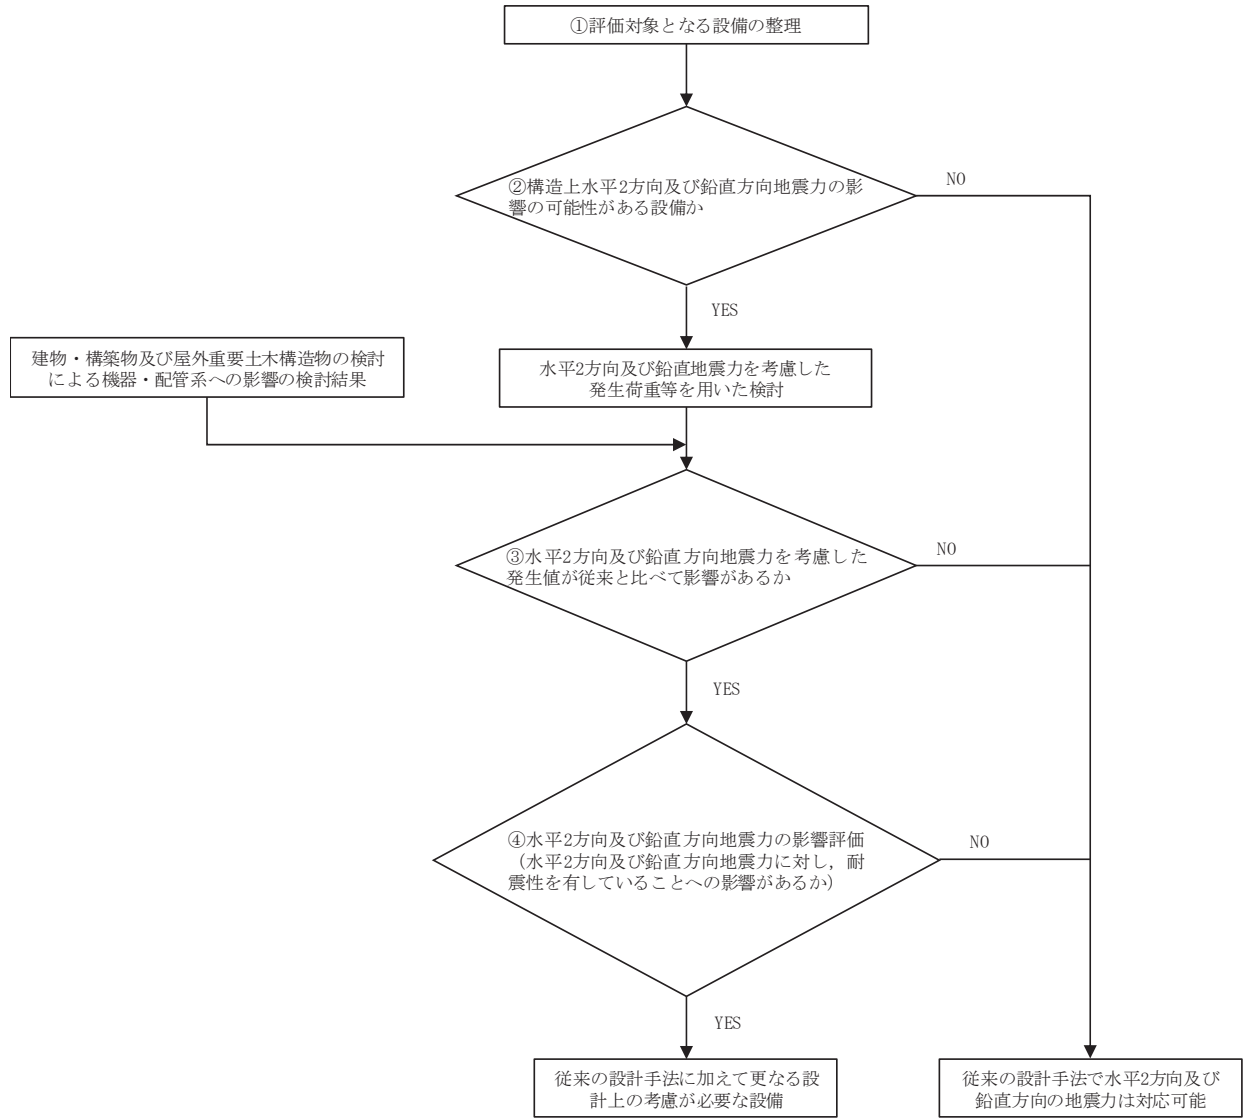 ①評価対象となる設備の整理
②構造上水平2方向及び鉛直方向地震力の影
響の可能性がある設備か
NO
YES
建物・構築物及び屋外重要土木構造物の検討
による機器・配管系への影響の検討結果
水平2方向及び鉛直地震力を考慮した
発生荷重等を用いた検討
③水平2方向及び鉛直方向地震力を考慮した
発生値が従来と比べて影響があるか
NO
YES
④水平2方向及び鉛直方向地震力の影響評価
（水平2方向及び鉛直方向地震力に対し，耐
震性を有していることへの影響があるか）
NO
YES
従来の設計手法に加えて更なる設
計上の考慮が必要な設備
従来の設計手法で水平2方向及び
鉛直方向の地震力は対応可能